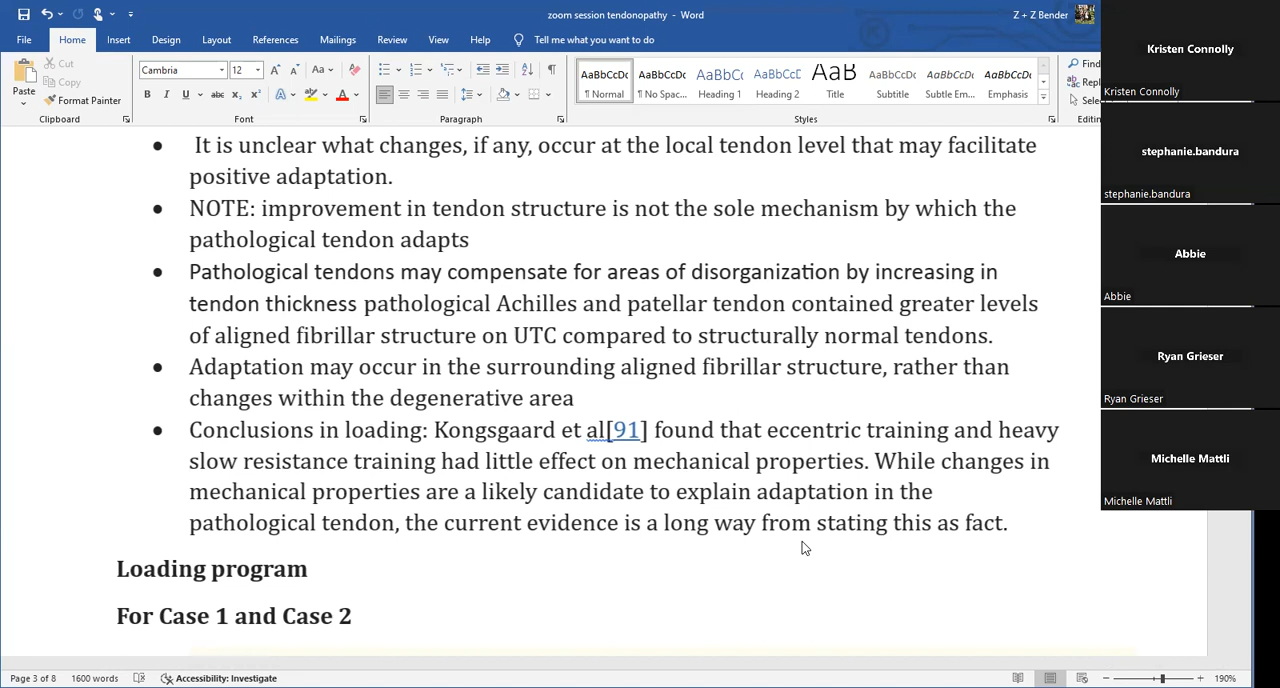 zoom session tendonopathy - Word
Z + Z Bender
File Home Insert Design Layout References Mailings Review View Help Tell me what you want to do
Paste
Cut
Copy
Format Painter
Clipboard
Cambria 12
Aa
B I U abc x₂ x² A A
Font
Paragraph
AaBbCcDc AaBbCcDc AaBbCcDc AaBbCcDc AaB AaBbCcDc AaBbCcDc AaBbCcDc
¶ Normal ¶ No Spac... Heading 1 Heading 2 Title Subtitle Subtle Em... Emphasis
Styles
Find
Repl
Sele
Editin
• It is unclear what changes, if any, occur at the local tendon level that may facilitate
positive adaptation.
• NOTE: improvement in tendon structure is not the sole mechanism by which the
pathological tendon adapts
• Pathological tendons may compensate for areas of disorganization by increasing in
tendon thickness pathological Achilles and patellar tendon contained greater levels
of aligned fibrillar structure on UTC compared to structurally normal tendons.
• Adaptation may occur in the surrounding aligned fibrillar structure, rather than
changes within the degenerative area
• Conclusions in loading: Kongsgaard et al[91] found that eccentric training and heavy
slow resistance training had little effect on mechanical properties. While changes in
mechanical properties are a likely candidate to explain adaptation in the
pathological tendon, the current evidence is a long way from stating this as fact.
Loading program
For Case 1 and Case 2
Page 3 of 8 1600 words Accessibility: Investigate 190%
Kristen Connolly
Kristen Connolly
stephanie.bandura
stephanie.bandura
Abbie
Abbie
Ryan Grieser
Ryan Grieser
Michelle Mattli
Michelle Mattli